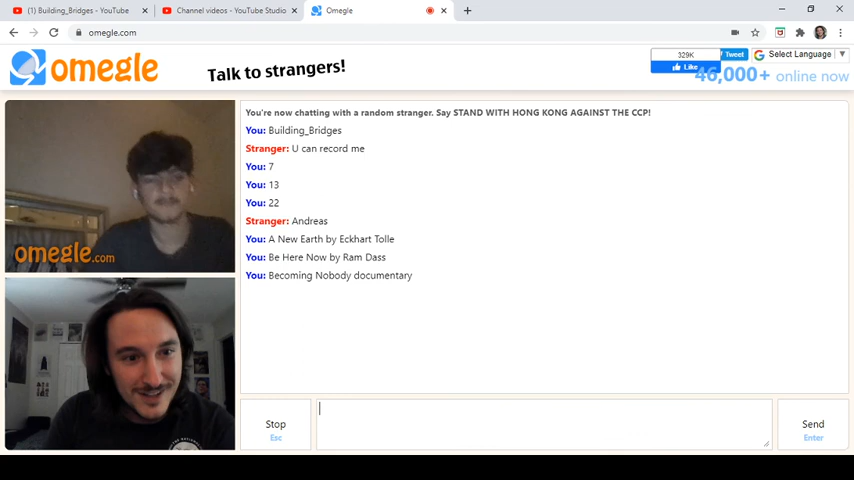 (1) Building_Bridges - YouTube
Channel videos - YouTube Studio
Omegle
omegle.com
omegle
Talk to strangers!
329K
Tweet
Like
Select Language
46,000+ online now
You're now chatting with a random stranger. Say STAND WITH HONG KONG AGAINST THE CCP!
You: Building_Bridges
Stranger: U can record me
You: 7
You: 13
You: 22
Stranger: Andreas
You: A New Earth by Eckhart Tolle
You: Be Here Now by Ram Dass
You: Becoming Nobody documentary
omegle.com
Stop
Esc
Send
Enter